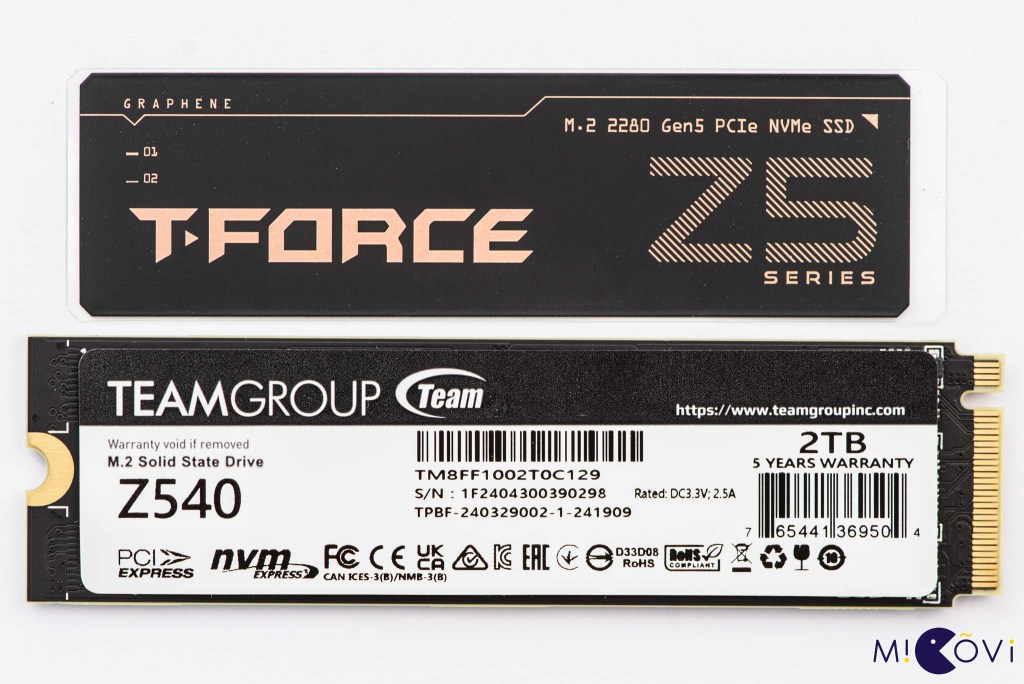 GRAPHENE
M.2 2280 Gen5 PCIe NVMe SSD
01
02
T-FORCE
Z5
SERIES
TEAMGROUP Team
https://www.teamgroupinc.com
Warranty void if removed
M.2 Solid State Drive
Z540
TM8FF1002T0C129
S/N : 1F2404300390298 Rated: DC3.3V; 2.5A
TPBF-240329002-1-241909
2TB
5 YEARS WARRANTY
7 65441 36950 4
PCI EXPRESS
nvm EXPRESS
FC CE UK CA EAC
CAN ICES-3(B)/NMB-3(B)
D33D08
RoHS
RoHS
COMPLIANT
10
M!COVi